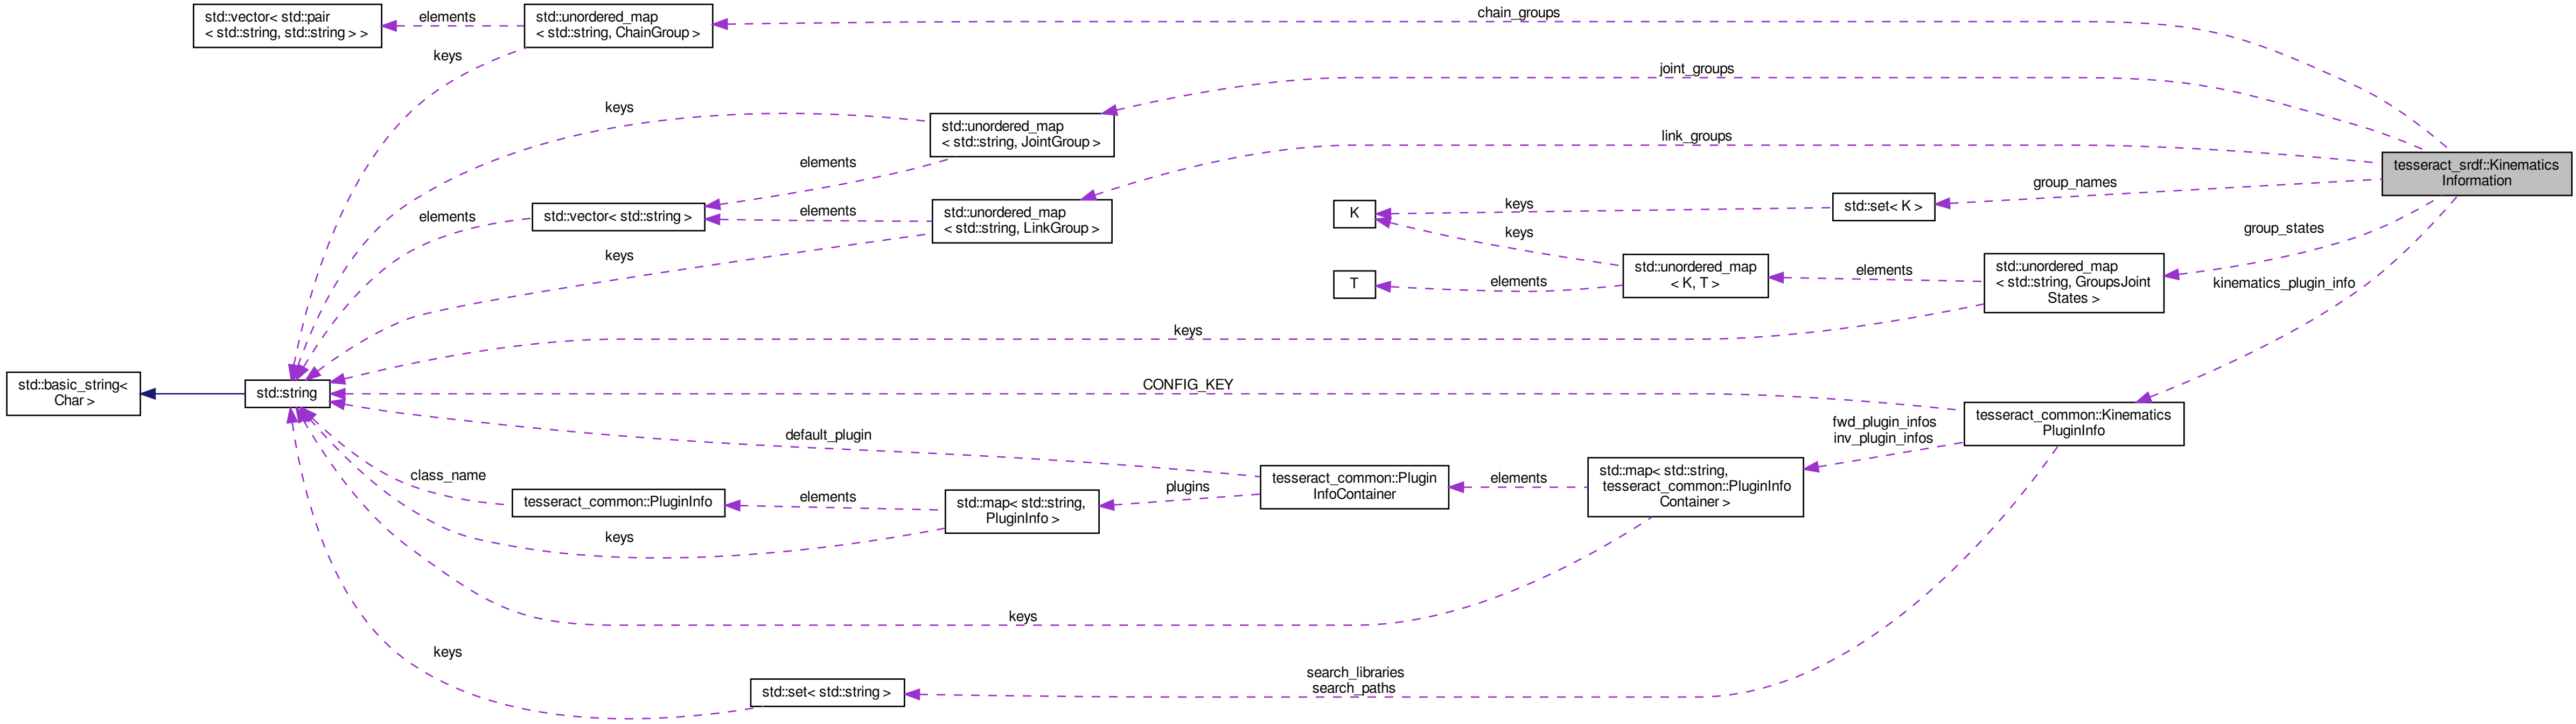 std::vector< std::pair
< std::string, std::string > >
elements
std::unordered_map
< std::string, ChainGroup >
chain_groups
keys
joint_groups
keys
std::unordered_map
< std::string, JointGroup >
link_groups
elements
tesseract_srdf::Kinematics
Information
group_names
elements
std::vector< std::string >
elements
std::unordered_map
< std::string, LinkGroup >
K
keys
std::set< K >
keys
group_states
keys
T
elements
std::unordered_map
< K, T >
elements
std::unordered_map
< std::string, GroupsJoint
States >
kinematics_plugin_info
keys
std::basic_string<
Char >
std::string
CONFIG_KEY
tesseract_common::Kinematics
PluginInfo
default_plugin
fwd_plugin_infos
inv_plugin_infos
class_name
tesseract_common::PluginInfo
elements
std::map< std::string,
PluginInfo >
plugins
tesseract_common::Plugin
InfoContainer
elements
std::map< std::string,
tesseract_common::PluginInfo
Container >
keys
keys
keys
std::set< std::string >
search_libraries
search_paths